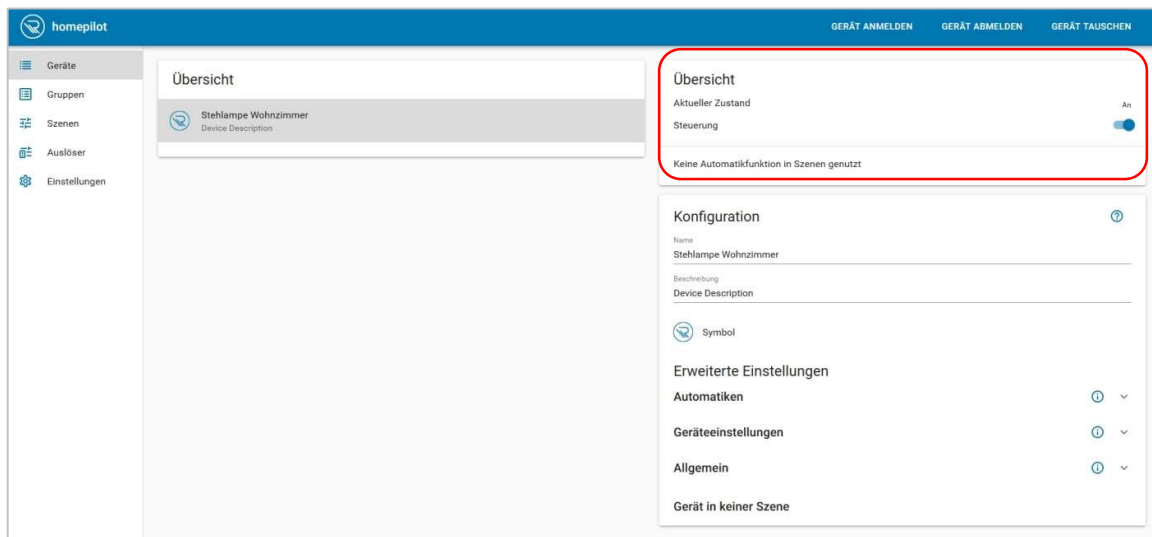 homepilot
GERÄT ANMELDEN
GERÄT ABMELDEN
GERÄT TAUSCHEN
Geräte
Gruppen
Szenen
Auslöser
Einstellungen
Übersicht
Stehlampe Wohnzimmer
Device Description
Übersicht
Aktueller Zustand
An
Steuerung
Keine Automatikfunktion in Szenen genutzt
Konfiguration
Name
Stehlampe Wohnzimmer
Beschreibung
Device Description
Symbol
Erweiterte Einstellungen
Automatiken
Geräteeinstellungen
Allgemein
Gerät in keiner Szene